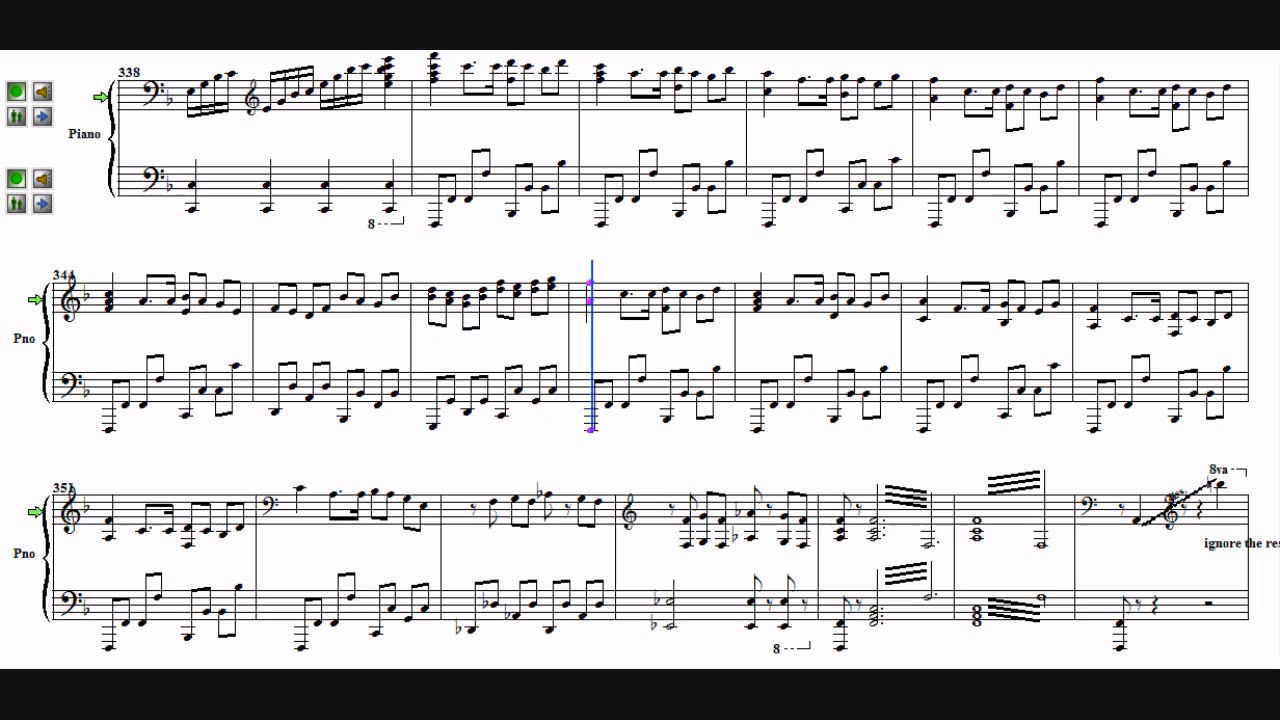 338
Piano
8
344
Pno
351
8va
Pno
ignore the res
8